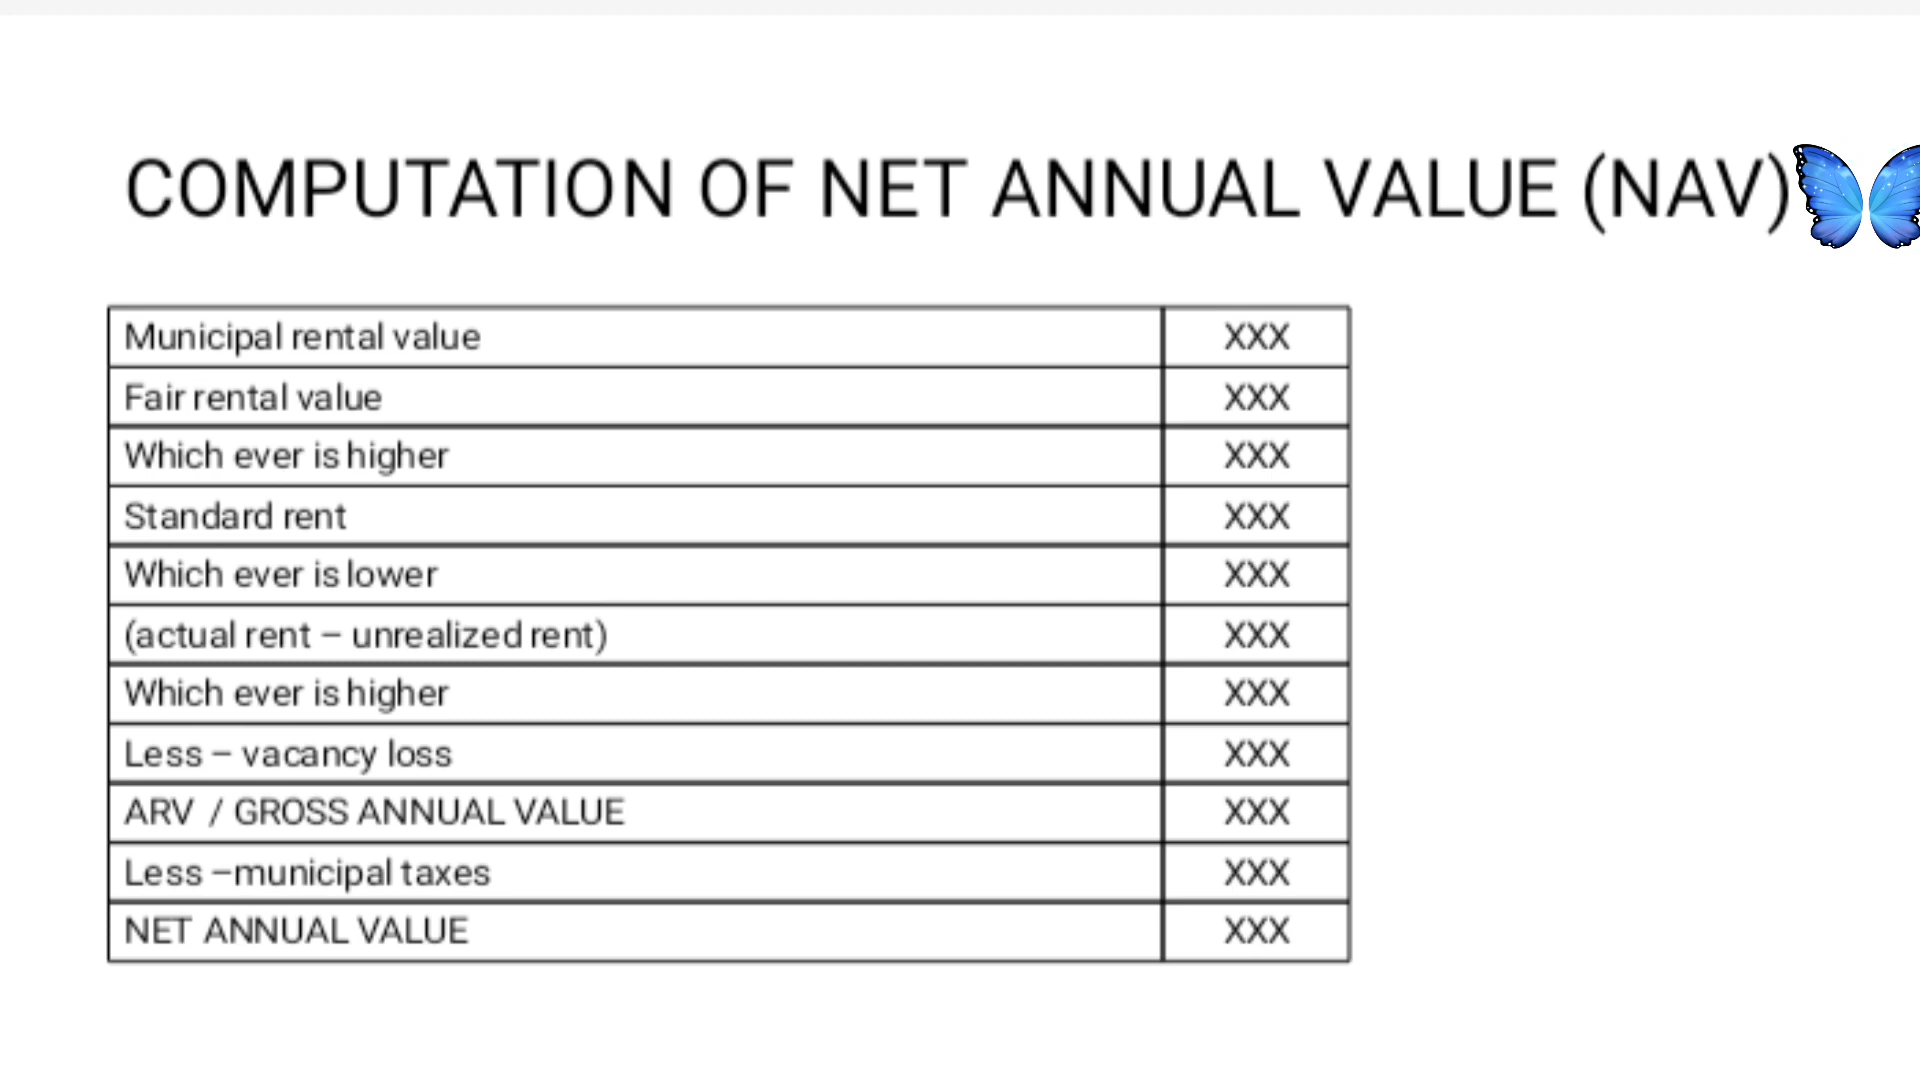 COMPUTATION OF NET ANNUAL VALUE (NAV)🦋
Municipal rental value XXX
Fair rental value XXX
Which ever is higher XXX
Standard rent XXX
Which ever is lower XXX
(actual rent – unrealized rent) XXX
Which ever is higher XXX
Less – vacancy loss XXX
ARV / GROSS ANNUAL VALUE XXX
Less –municipal taxes XXX
NET ANNUAL VALUE XXX